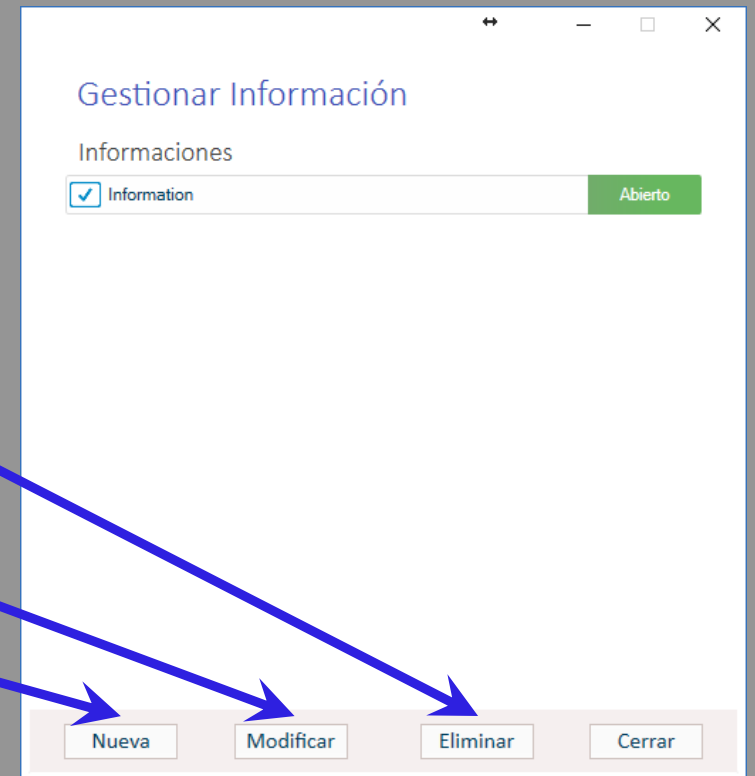 Gestionar Información
Informaciones
Information Abierto
Nueva Modificar Eliminar Cerrar